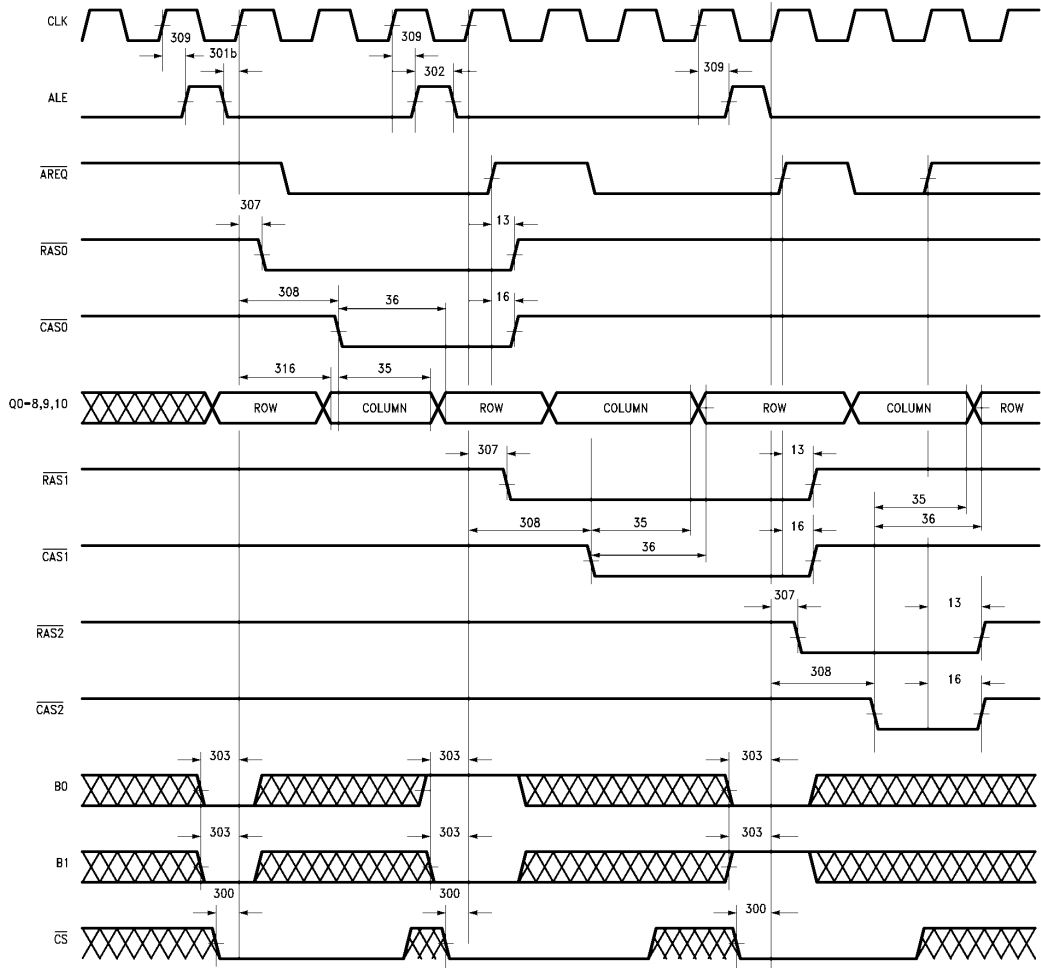 CLK
309
301b
309
302
309
ALE
AREQ
307
13
RAS0
308
36
16
CAS0
316
35
Q0=8,9,10
ROW
COLUMN
ROW
COLUMN
ROW
COLUMN
ROW
307
13
RAS1
308
35
16
35
36
36
CAS1
307
13
RAS2
308
16
CAS2
303
303
303
B0
303
303
303
B1
300
300
300
CS